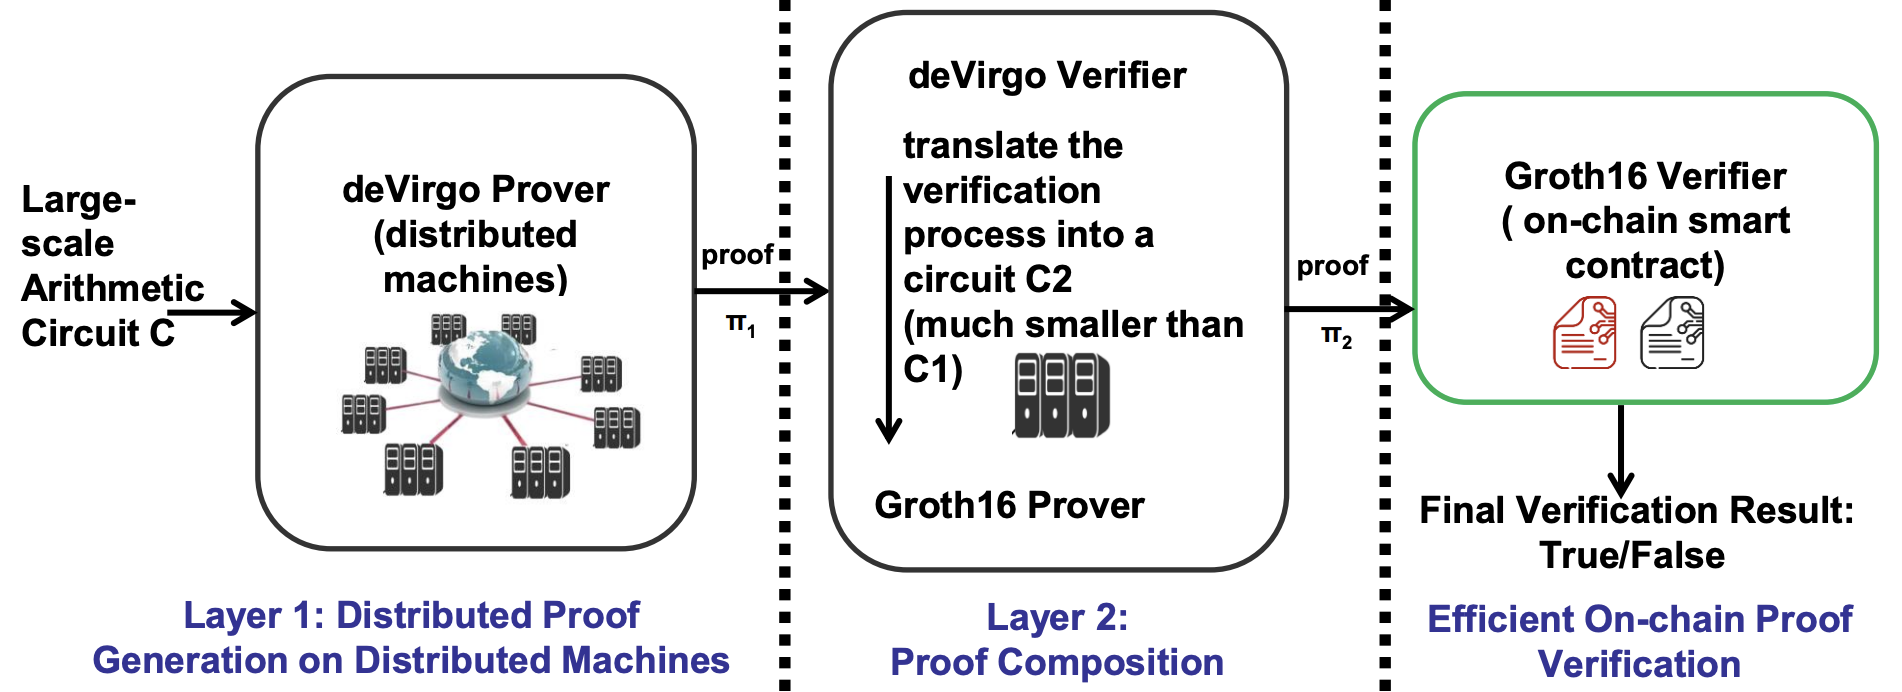 Large-
scale
Arithmetic
Circuit C
deVirgo Prover
(distributed
machines)
proof
π1
deVirgo Verifier
translate the
verification
process into a
circuit C2
(much smaller than
C1)
Groth16 Prover
proof
π2
Groth16 Verifier
( on-chain smart
contract)
Final Verification Result:
True/False
Layer 1: Distributed Proof
Generation on Distributed Machines
Layer 2:
Proof Composition
Efficient On-chain Proof
Verification